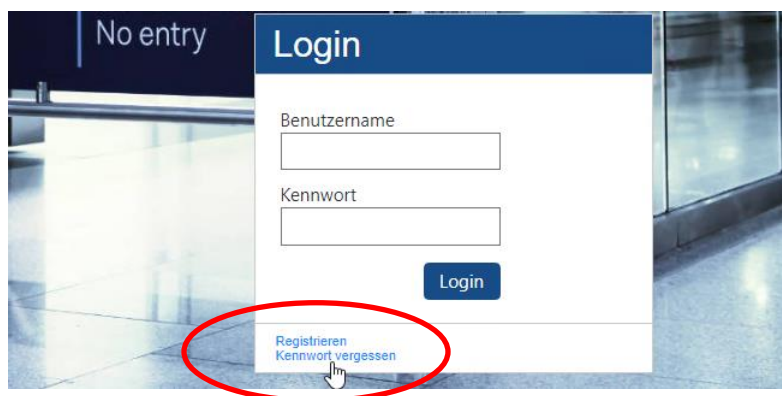 No entry
Login
Benutzername
Kennwort
Login
Registrieren
Kennwort vergessen